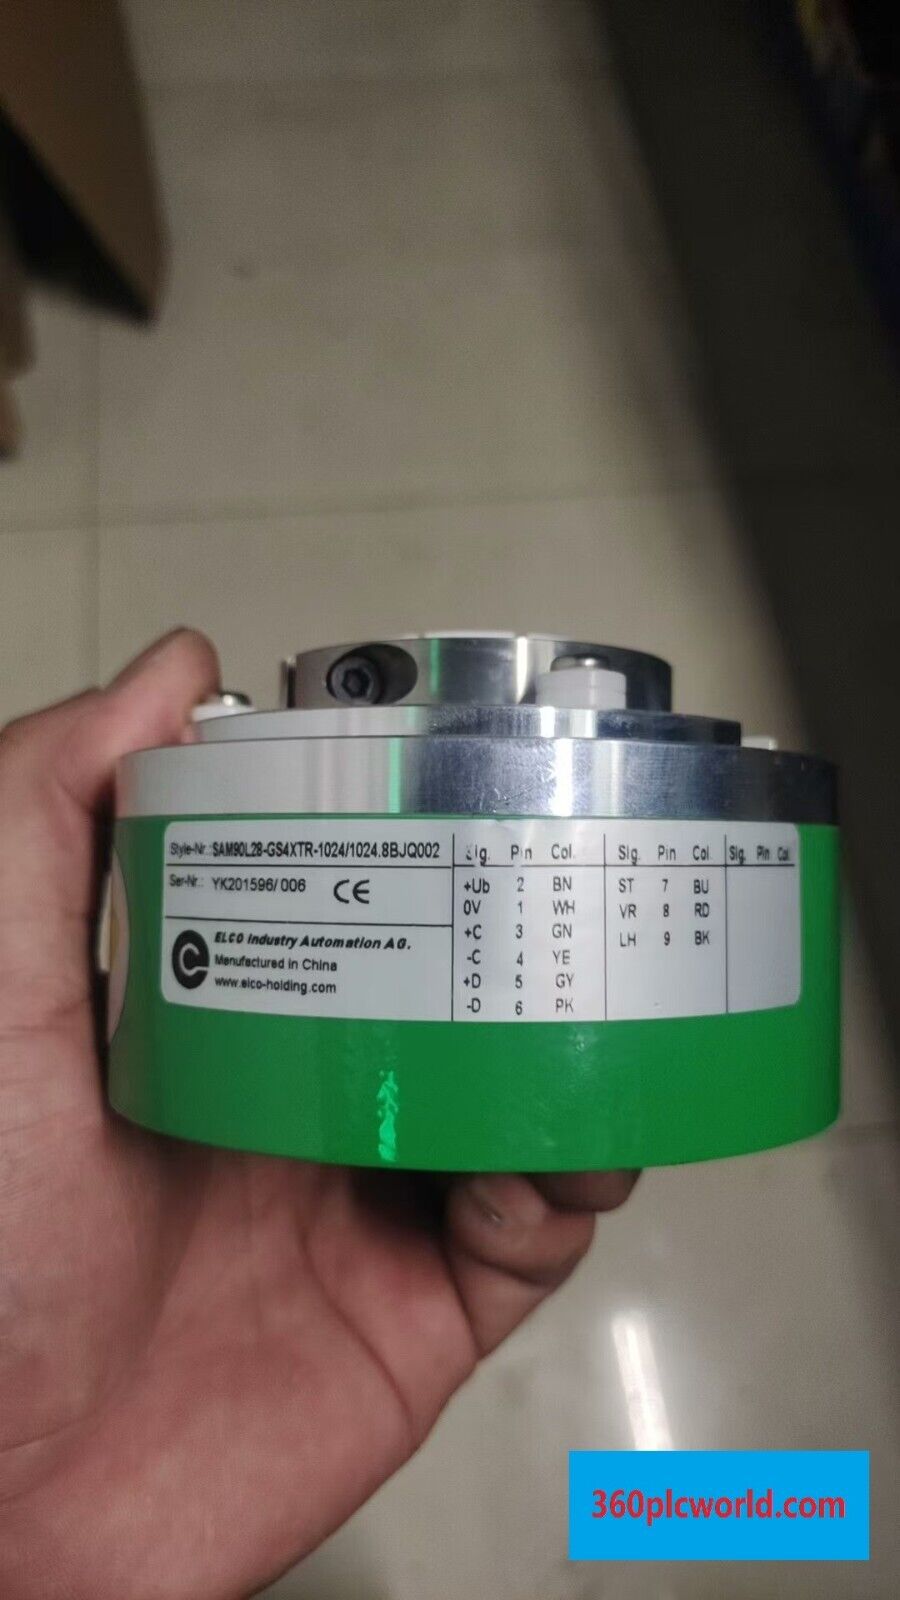 Style-Nr.:SAM90L28-GS4XTR-1024/1024.8BJQ002
Ser-Nr.: YK201596/006 CE
ELCO Industry Automation AG.
Manufactured in China
www.elco-holding.com
Sig. Pin Col.
+Ub 2 BN
0V 1 WH
+C 3 GN
-C 4 YE
+D 5 GY
-D 6 PK
Sig. Pin Col.
ST 7 BU
VR 8 RD
LH 9 BK
Sig. Pin Col.
360plcworld.com